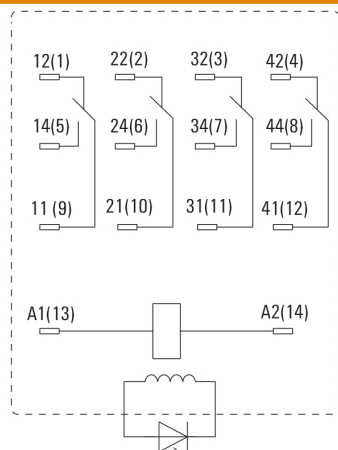 12(1) 22(2) 32(3) 42(4)
14(5) 24(6) 34(7) 44(8)
11 (9) 21(10) 31(11) 41(12)
A1(13) A2(14)